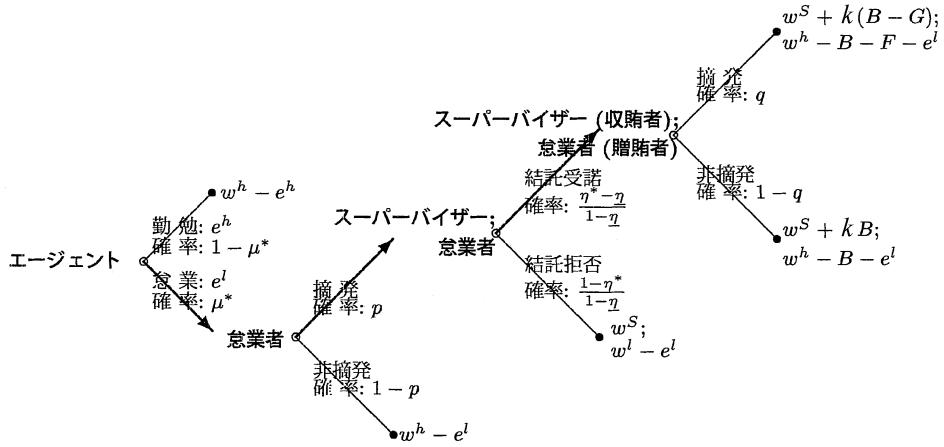 w^S + k(B − G);
w^h − B − F − e^l
摘 発
確 率: q
スーパーバイザー (収賄者);
怠業者 (贈賄者)
非摘発
確 率: 1 − q
w^S + kB;
w^h − B − e^l
結託受諾
確率: \frac{η^*−η}{1−\underline{η}}
スーパーバイザー;
怠業者
結託拒否
確率: \frac{1−η^*}{1−\underline{η}}
w^S;
w^l − e^l
w^h − e^h
勤 勉: e^h
確 率: 1 − μ^*
エージェント
怠 業: e^l
確 率: μ^*
摘 発
確 率: p
怠業者
非摘発
確 率: 1 − p
w^h − e^l